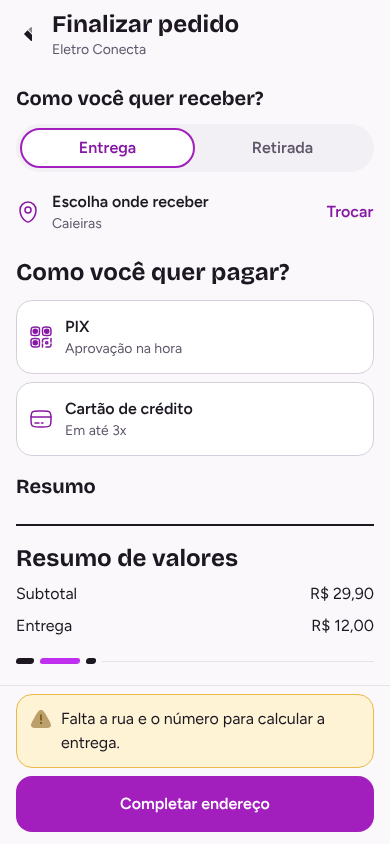 Finalizar pedido
Eletro Conecta
Como você quer receber?
Entrega
Retirada
Escolha onde receber
Caieiras
Trocar
Como você quer pagar?
PIX
Aprovação na hora
Cartão de crédito
Em até 3x
Resumo
Resumo de valores
Subtotal R$ 29,90
Entrega R$ 12,00
Falta a rua e o número para calcular a
entrega.
Completar endereço